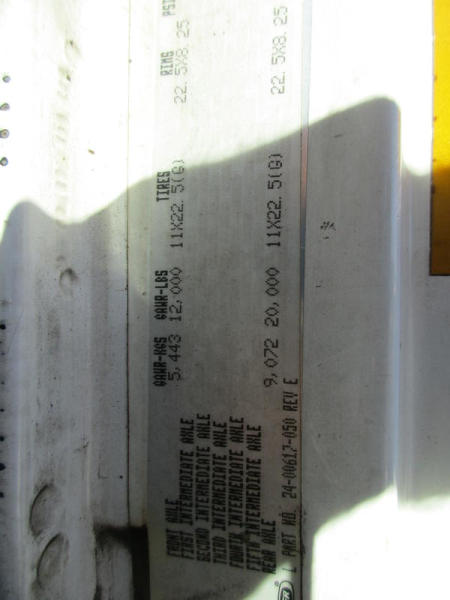 GAWR-KGS GAWR-LBS TIRES RIMS PSI
FRONT AXLE 5,443 12,000 11X22.5(G) 22.5X8.25
FIRST INTERMEDIATE AXLE
SECOND INTERMEDIATE AXLE
THIRD INTERMEDIATE AXLE
FOURTH INTERMEDIATE AXLE
FIFTH INTERMEDIATE AXLE
REAR AXLE 9,072 20,000 11X22.5(G) 22.5X8.25
L PART NO. 24-00617-050 REV E